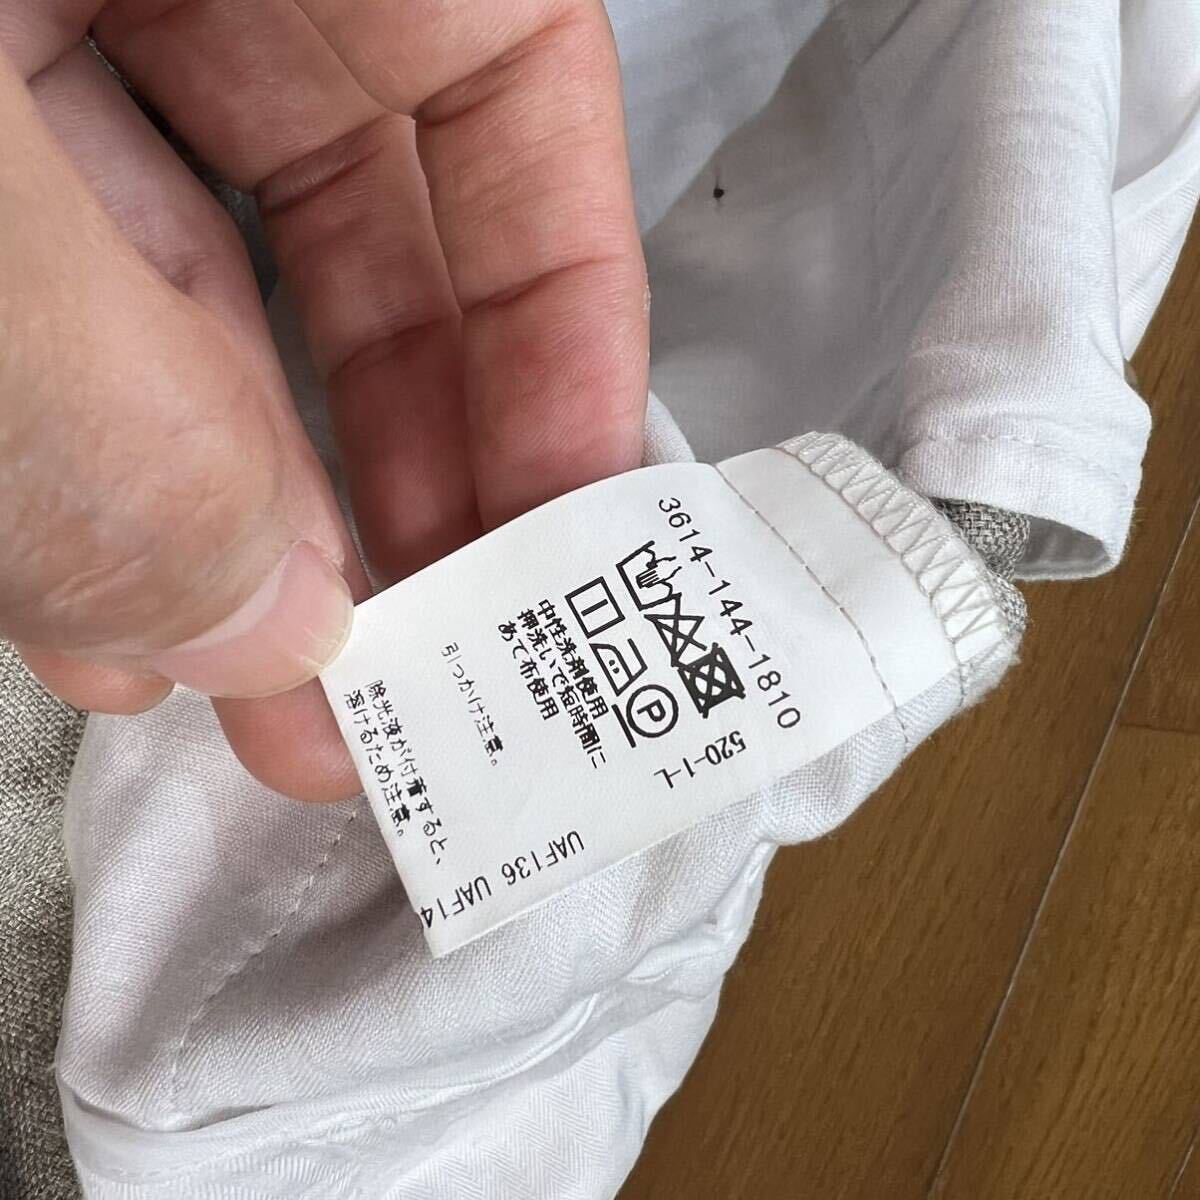 3614-144-1810
520-1-L
P
中性洗剤使用
押洗いで短時間に
あて布使用
引っかけ注意。
除光液が付着すると、
溶けるため注意。
UAF136 UAF14